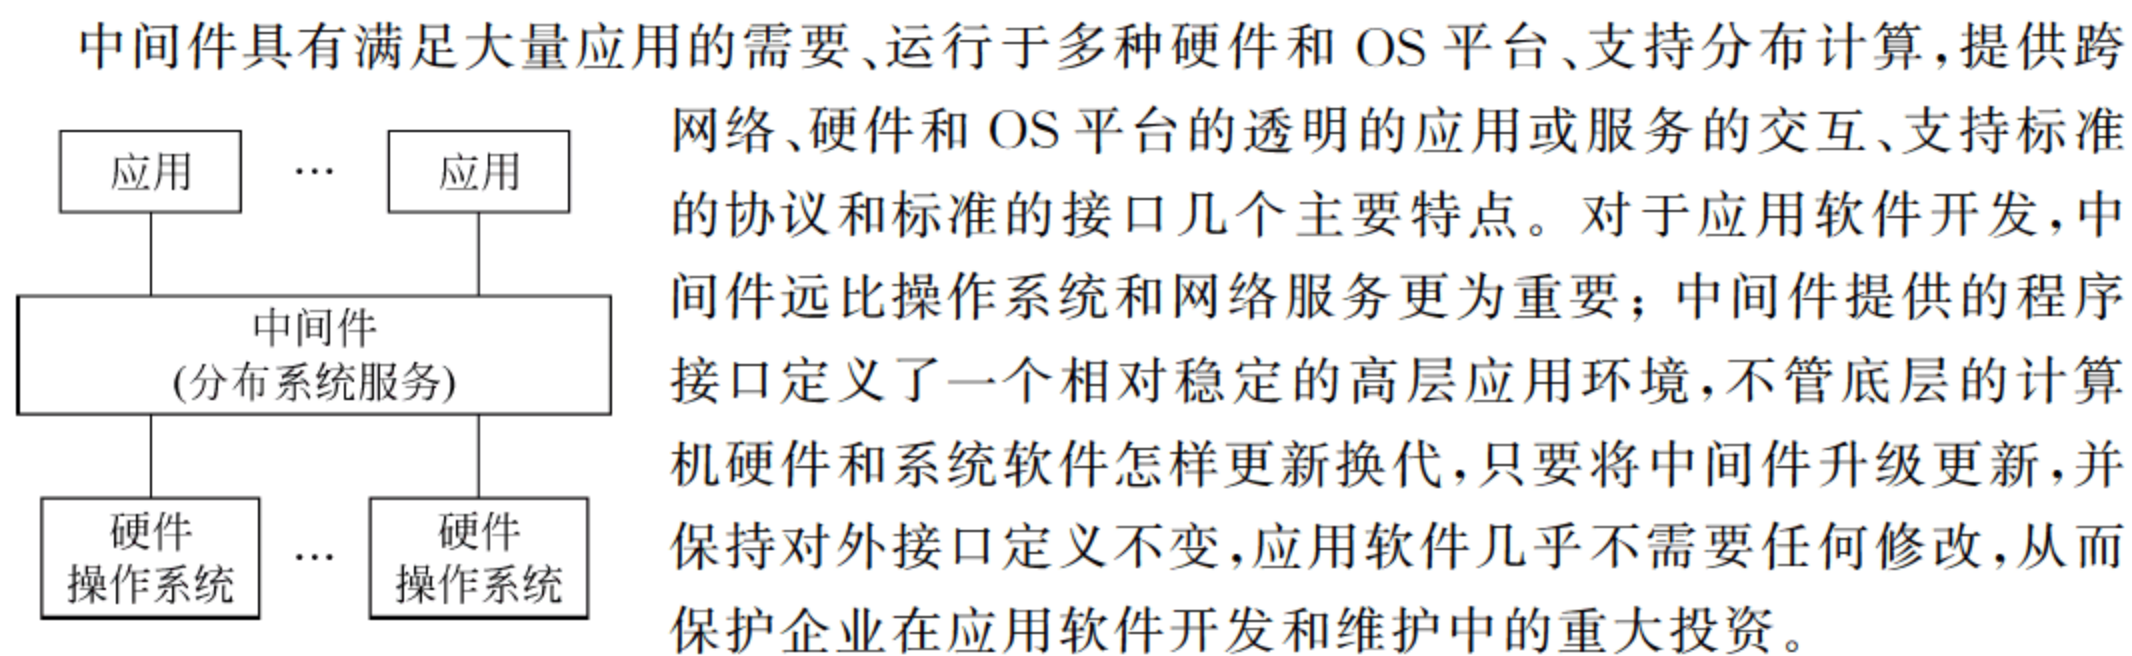 中间件具有满足大量应用的需要、运行于多种硬件和 OS 平台、支持分布计算,提供跨
网络、硬件和 OS 平台的透明的应用或服务的交互、支持标准
的协议和标准的接口几个主要特点。对于应用软件开发,中
间件远比操作系统和网络服务更为重要；中间件提供的程序
接口定义了一个相对稳定的高层应用环境,不管底层的计算
机硬件和系统软件怎样更新换代,只要将中间件升级更新,并
保持对外接口定义不变,应用软件几乎不需要任何修改,从而
保护企业在应用软件开发和维护中的重大投资。
应用 … 应用
中间件
(分布系统服务)
硬件 … 硬件
操作系统 操作系统